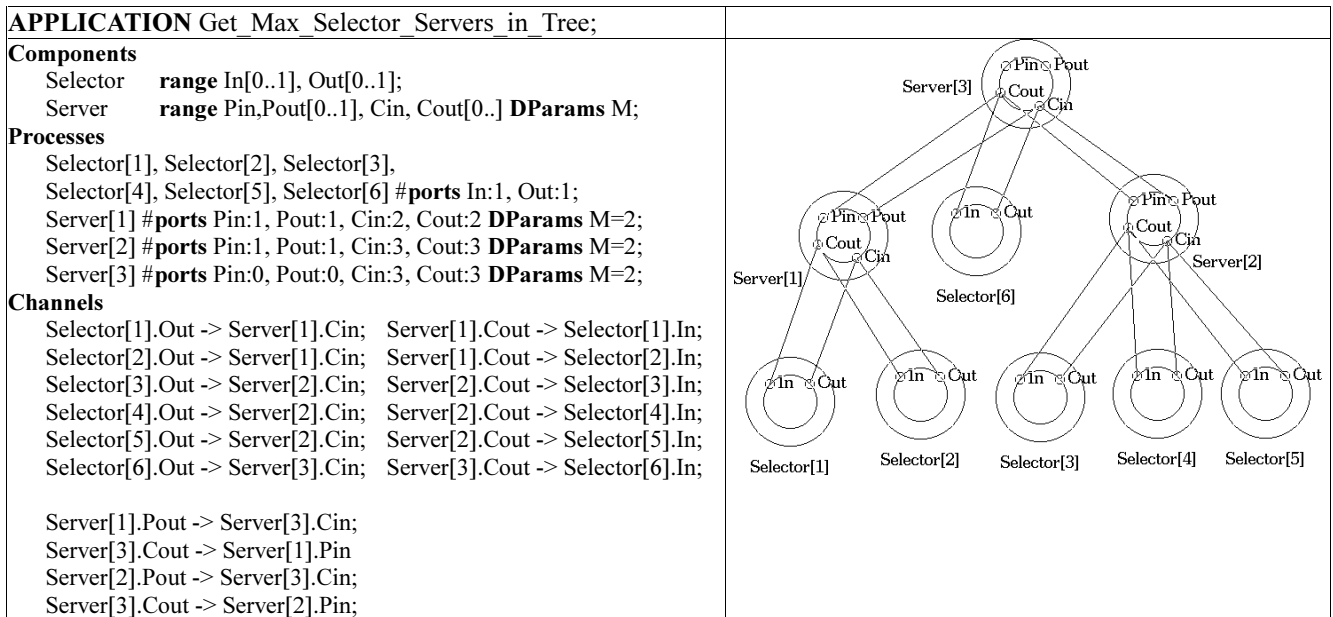 APPLICATION Get_Max_Selector_Servers_in_Tree;
Components
Selector range In[0..1], Out[0..1];
Server range Pin,Pout[0..1], Cin, Cout[0..] DParams M;
Processes
Selector[1], Selector[2], Selector[3],
Selector[4], Selector[5], Selector[6] #ports In:1, Out:1;
Server[1] #ports Pin:1, Pout:1, Cin:2, Cout:2 DParams M=2;
Server[2] #ports Pin:1, Pout:1, Cin:3, Cout:3 DParams M=2;
Server[3] #ports Pin:0, Pout:0, Cin:3, Cout:3 DParams M=2;
Channels
Selector[1].Out -> Server[1].Cin; Server[1].Cout -> Selector[1].In;
Selector[2].Out -> Server[1].Cin; Server[1].Cout -> Selector[2].In;
Selector[3].Out -> Server[2].Cin; Server[2].Cout -> Selector[3].In;
Selector[4].Out -> Server[2].Cin; Server[2].Cout -> Selector[4].In;
Selector[5].Out -> Server[2].Cin; Server[2].Cout -> Selector[5].In;
Selector[6].Out -> Server[3].Cin; Server[3].Cout -> Selector[6].In;
Server[1].Pout -> Server[3].Cin;
Server[3].Cout -> Server[1].Pin
Server[2].Pout -> Server[3].Cin;
Server[3].Cout -> Server[2].Pin;
Pin Pout
Server[3] Cout
Cin
Pin Pout
Cout
Cin
Server[1]
In Out
Selector[6]
Pin Pout
Cout
Cin
Server[2]
In Out
Selector[1]
In Out
Selector[2]
In Out
Selector[3]
In Out
Selector[4]
In Out
Selector[5]